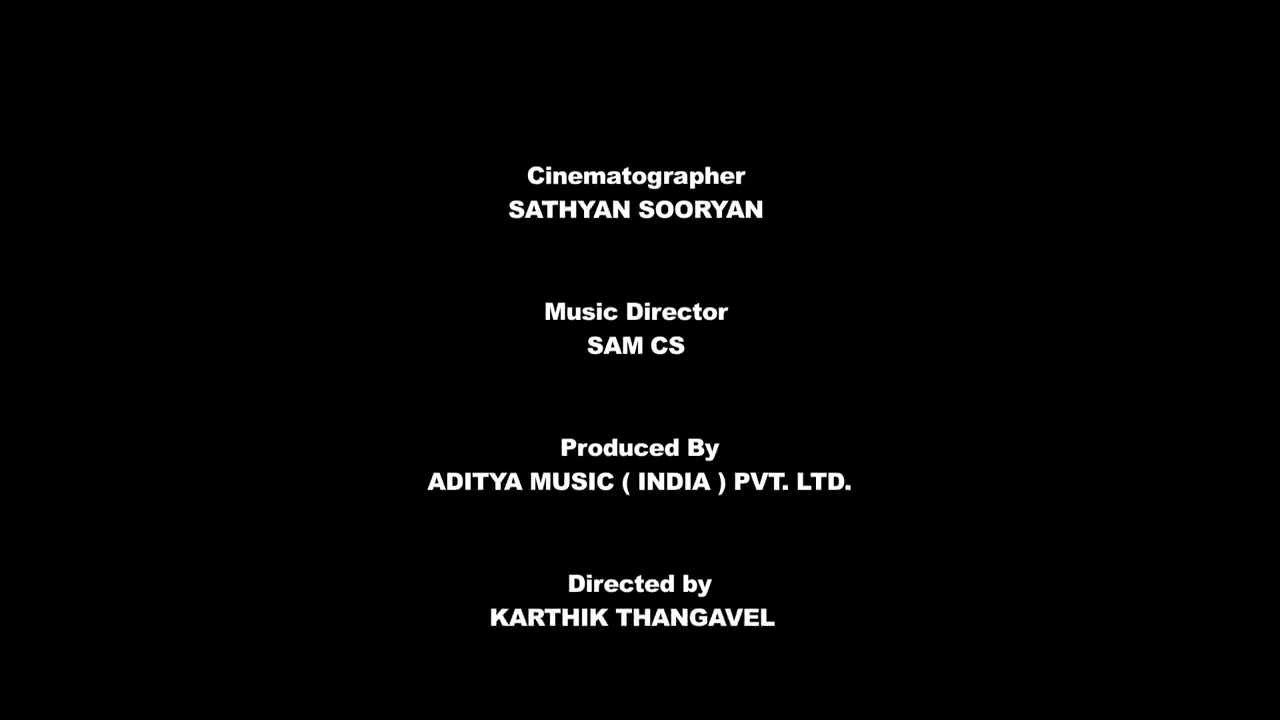 Cinematographer
SATHYAN SOORYAN
Music Director
SAM CS
Produced By
ADITYA MUSIC ( INDIA ) PVT. LTD.
Directed by
KARTHIK THANGAVEL